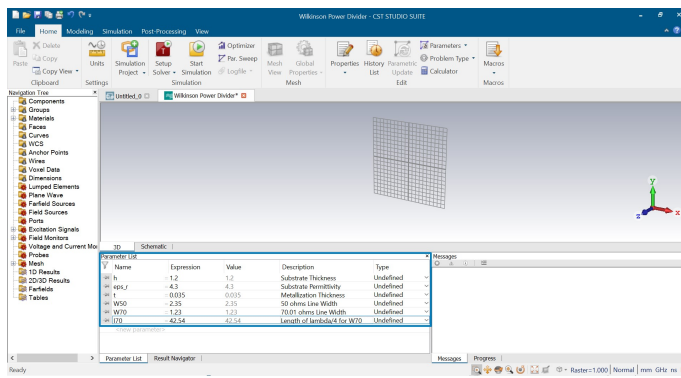 Wilkinson Power Divider - CST STUDIO SUITE
File Home Modeling Simulation Post-Processing View
Paste Delete Copy Copy View
Units
Simulation Project Setup Solver Start Simulation Optimizer Par. Sweep Logfile
Mesh View Global Properties
Properties History List Parametric Update Parameters Problem Type Calculator
Macros
Clipboard Settings Simulation Mesh Edit Macros
Navigation Tree
Untitled_0 Wilkinson Power Divider*
Components
Groups
Materials
Faces
Curves
WCS
Anchor Points
Wires
Voxel Data
Dimensions
Lumped Elements
Plane Wave
Farfield Sources
Field Sources
Ports
Excitation Signals
Field Monitors
Voltage and Current Mo
Probes
Mesh
1D Results
2D/3D Results
Farfields
Tables
y
z x
3D Schematic
Parameter List
Name Expression Value Description Type
h = 1.2 1.2 Substrate Thickness Undefined
eps_r = 4.3 4.3 Substrate Permittivity Undefined
t = 0.035 0.035 Metallization Thickness Undefined
W50 = 2.35 2.35 50 ohms Line Width Undefined
W70 = 1.23 1.23 70.01 ohms Line Width Undefined
l70 = 42.54 42.54 Length of lambda/4 for W70 Undefined
<new parameter>
Messages
Parameter List Result Navigator
Messages Progress
Ready
Raster=1.000 Normal mm GHz ns